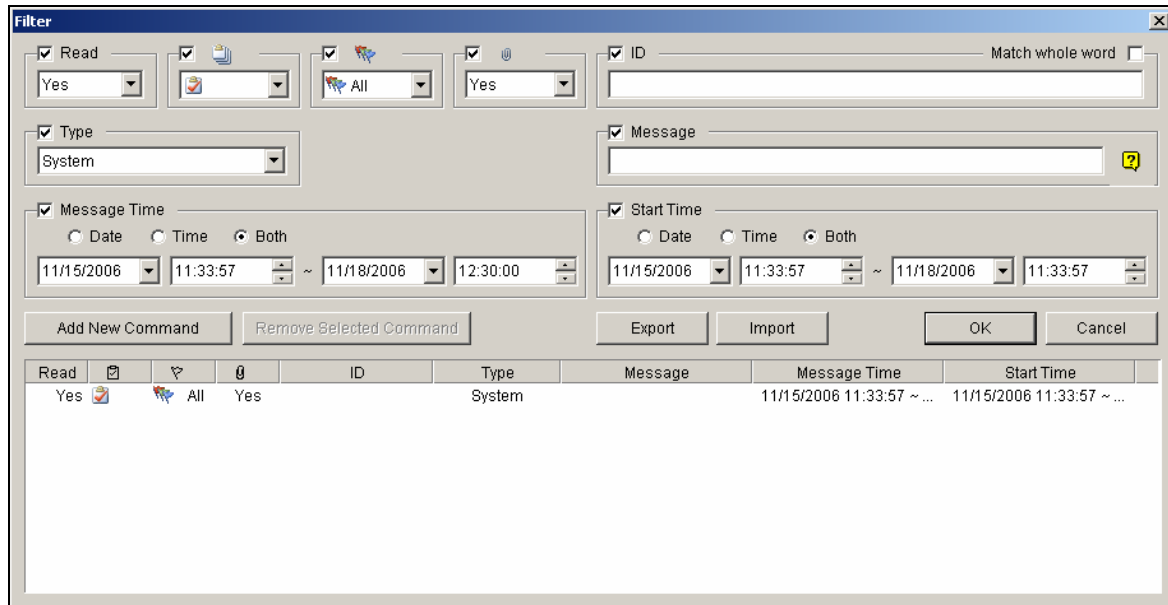 Filter
Read
ID
Match whole word
Yes
All
Yes
Type
Message
System
Message Time
Start Time
Date Time Both
Date Time Both
11/15/2006 11:33:57 ~ 11/18/2006 12:30:00
11/15/2006 11:33:57 ~ 11/18/2006 11:33:57
Add New Command
Remove Selected Command
Export
Import
OK
Cancel
Read ID Type Message Message Time Start Time
Yes All Yes System 11/15/2006 11:33:57 ~ ... 11/15/2006 11:33:57 ~ ...